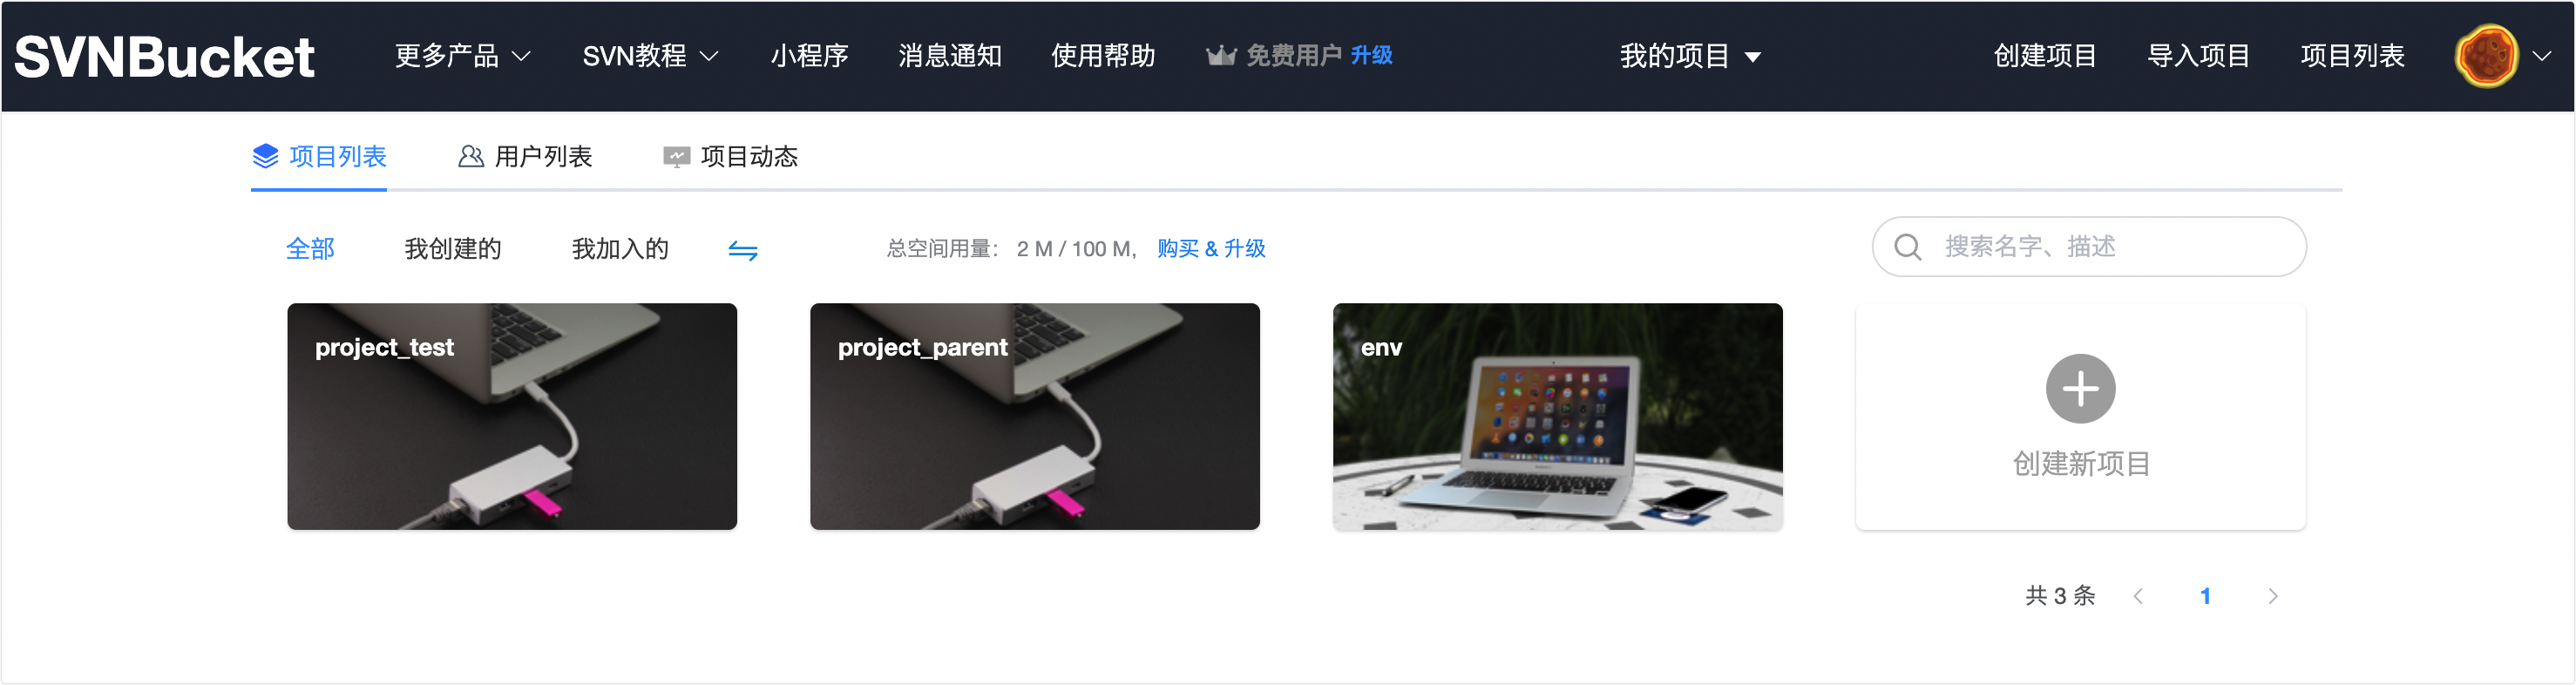 SVNBucket 更多产品 SVN教程 小程序 消息通知 使用帮助 免费用户 升级 我的项目 创建项目 导入项目 项目列表
项目列表 用户列表 项目动态
全部 我创建的 我加入的 总空间用量： 2 M / 100 M， 购买 & 升级 搜索名字、描述
project_test project_parent env
创建新项目
共 3 条 1